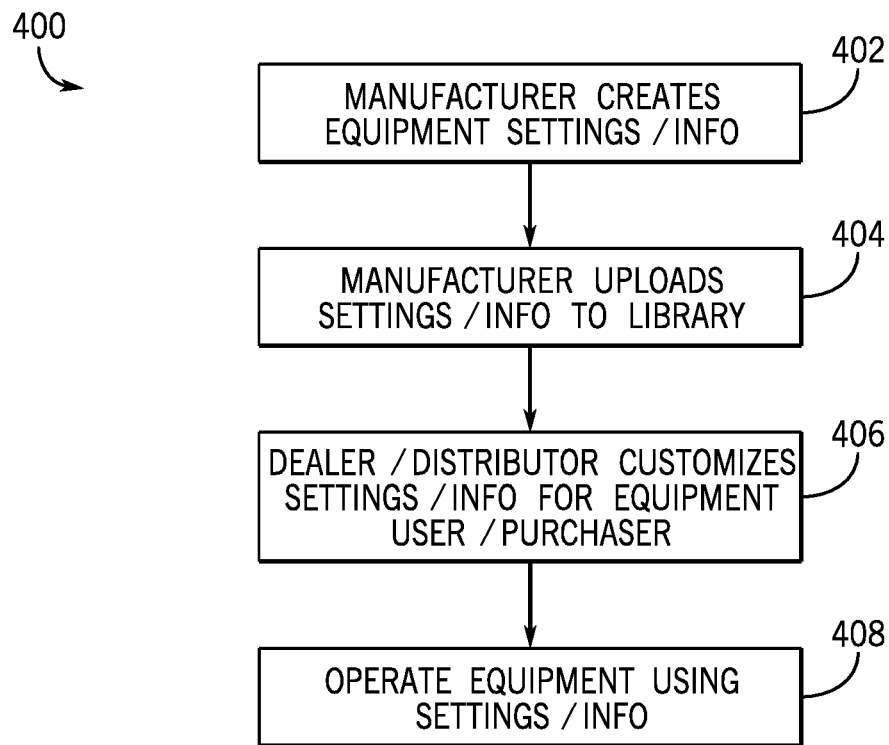 400
402
MANUFACTURER CREATES
EQUIPMENT SETTINGS / INFO
404
MANUFACTURER UPLOADS
SETTINGS / INFO TO LIBRARY
406
DEALER / DISTRIBUTOR CUSTOMIZES
SETTINGS / INFO FOR EQUIPMENT
USER / PURCHASER
408
OPERATE EQUIPMENT USING
SETTINGS / INFO